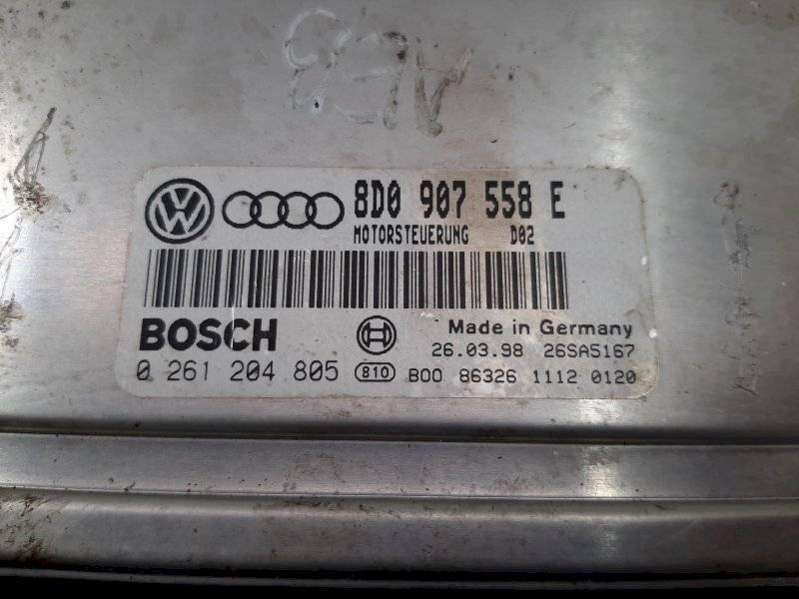 8D0 907 558 E
MOTORSTEUERUNG D02
BOSCH
Made in Germany
26.03.98 26SA5167
0 261 204 805 810 B00 86326 1112 0120